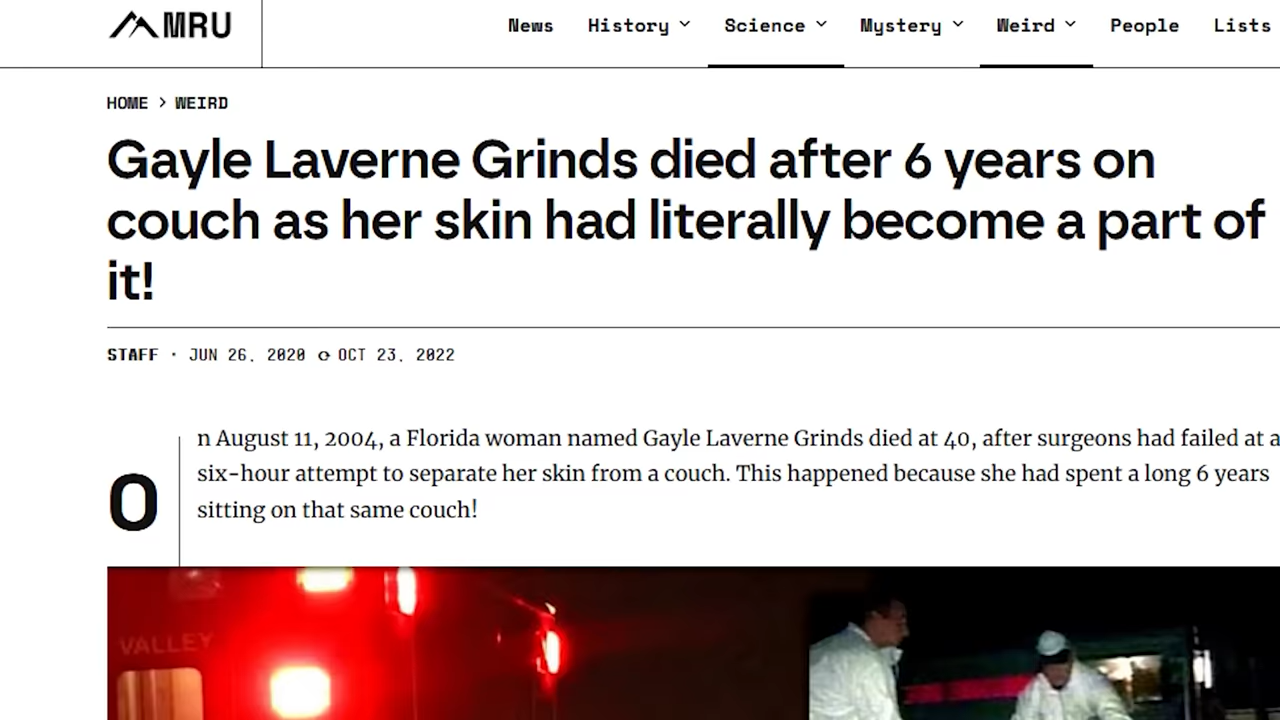 MRU
News History Science Mystery Weird People Lists
HOME > WEIRD
Gayle Laverne Grinds died after 6 years on
couch as her skin had literally become a part of
it!
STAFF · JUN 26, 2020 OCT 23, 2022
On August 11, 2004, a Florida woman named Gayle Laverne Grinds died at 40, after surgeons had failed at a
six-hour attempt to separate her skin from a couch. This happened because she had spent a long 6 years
sitting on that same couch!
VALLEY